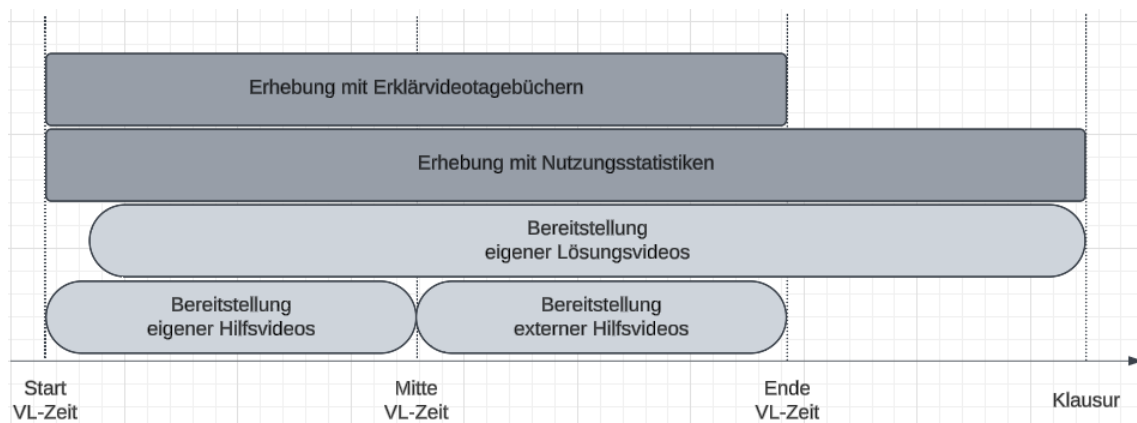 Erhebung mit Erklärvideotagebüchern
Erhebung mit Nutzungsstatistiken
Bereitstellung
eigener Lösungsvideos
Bereitstellung
eigener Hilfsvideos
Bereitstellung
externer Hilfsvideos
Start
VL-Zeit
Mitte
VL-Zeit
Ende
VL-Zeit
Klausur